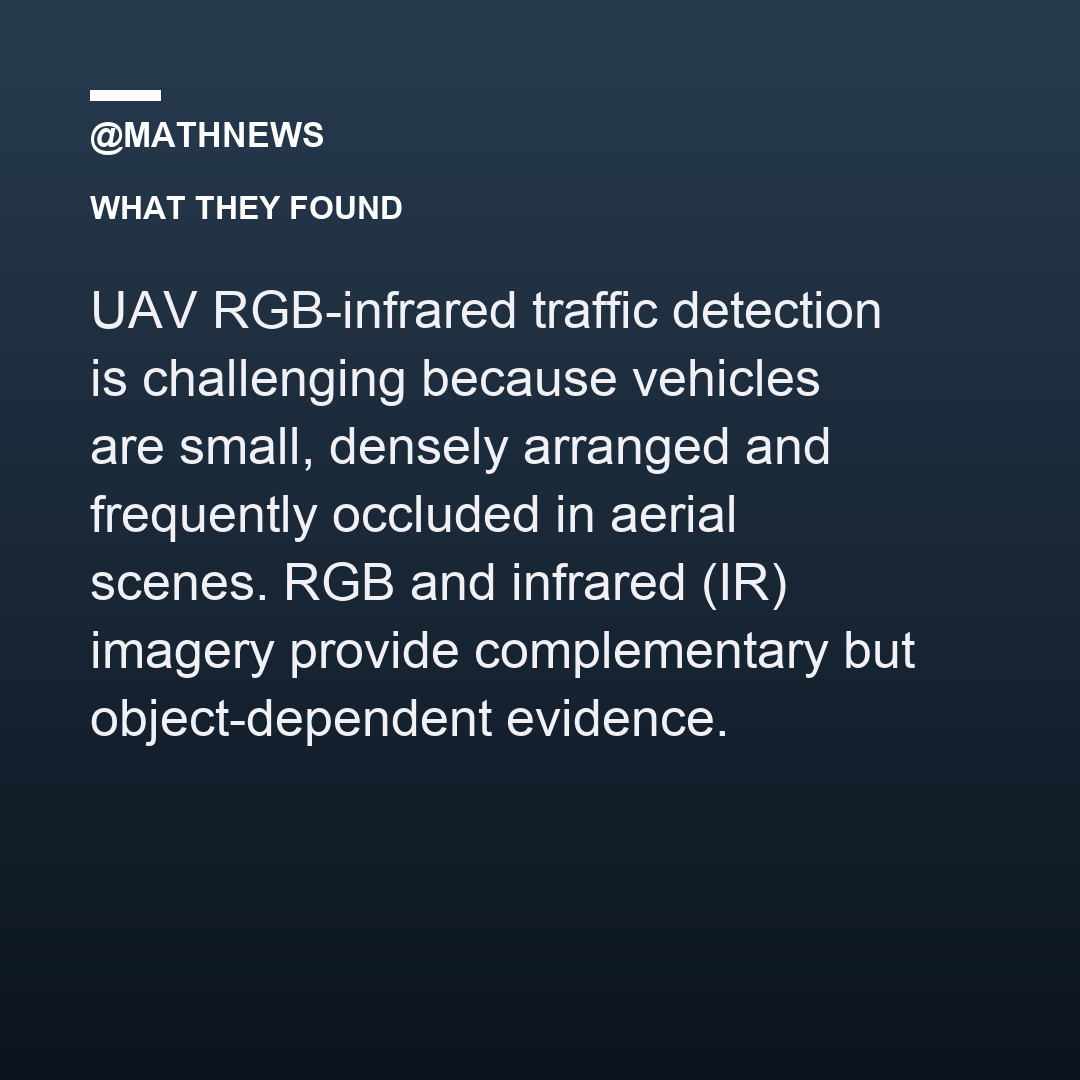 @MATHNEWS
WHAT THEY FOUND
UAV RGB-infrared traffic detection
is challenging because vehicles
are small, densely arranged and
frequently occluded in aerial
scenes. RGB and infrared (IR)
imagery provide complementary but
object-dependent evidence.